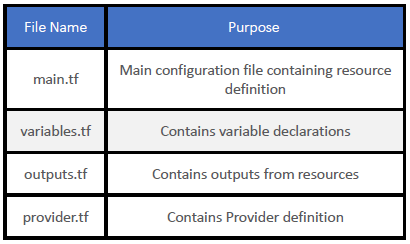 File Name Purpose
main.tf Main configuration file containing resource
definition
variables.tf Contains variable declarations
outputs.tf Contains outputs from resources
provider.tf Contains Provider definition